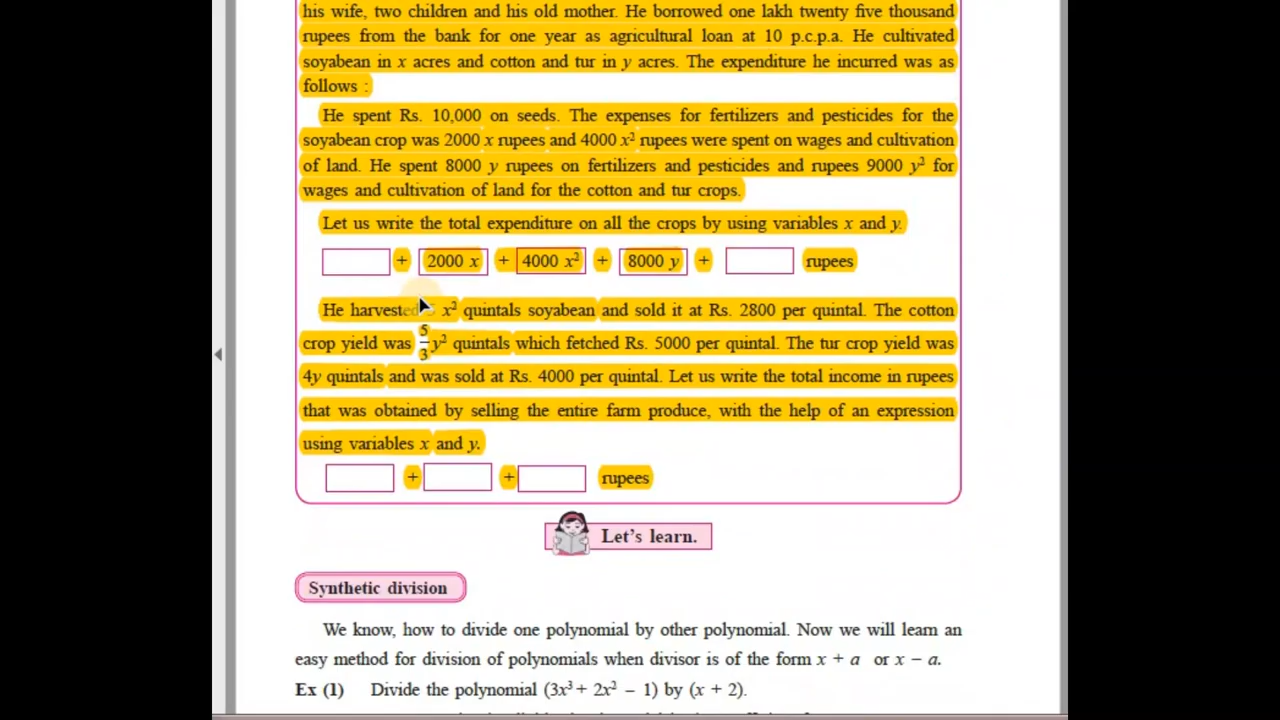 his wife, two children and his old mother. He borrowed one lakh twenty five thousand
rupees from the bank for one year as agricultural loan at 10 p.c.p.a. He cultivated
soyabean in x acres and cotton and tur in y acres. The expenditure he incurred was as
follows :
He spent Rs. 10,000 on seeds. The expenses for fertilizers and pesticides for the
soyabean crop was 2000 x rupees and 4000 x² rupees were spent on wages and cultivation
of land. He spent 8000 y rupees on fertilizers and pesticides and rupees 9000 y² for
wages and cultivation of land for the cotton and tur crops.
Let us write the total expenditure on all the crops by using variables x and y.
+ 2000 x + 4000 x² + 8000 y + rupees
He harvested x² quintals soyabean and sold it at Rs. 2800 per quintal. The cotton
crop yield was 5/3 y² quintals which fetched Rs. 5000 per quintal. The tur crop yield was
4y quintals and was sold at Rs. 4000 per quintal. Let us write the total income in rupees
that was obtained by selling the entire farm produce, with the help of an expression
using variables x and y.
+ + rupees
Let's learn.
Synthetic division
We know, how to divide one polynomial by other polynomial. Now we will learn an
easy method for division of polynomials when divisor is of the form x + a or x − a.
Ex (1) Divide the polynomial (3x³ + 2x² − 1) by (x + 2).